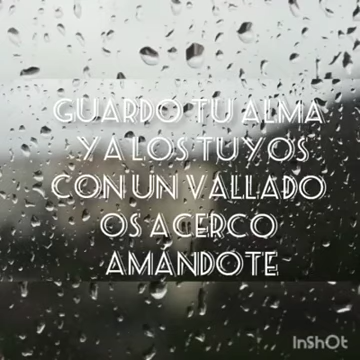 GUARDO TU ALMA
Y A LOS TUYOS
CON UN VALLADO
OS ACERCO
AMÁNDOTE
InShOt